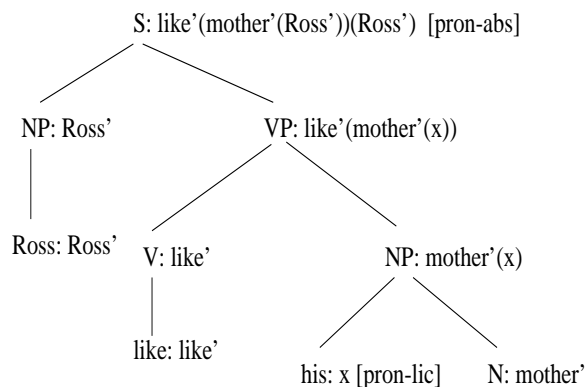 S: like'(mother'(Ross'))(Ross') [pron-abs]
NP: Ross' VP: like'(mother'(x))
Ross: Ross' V: like' NP: mother'(x)
like: like' his: x [pron-lic] N: mother'